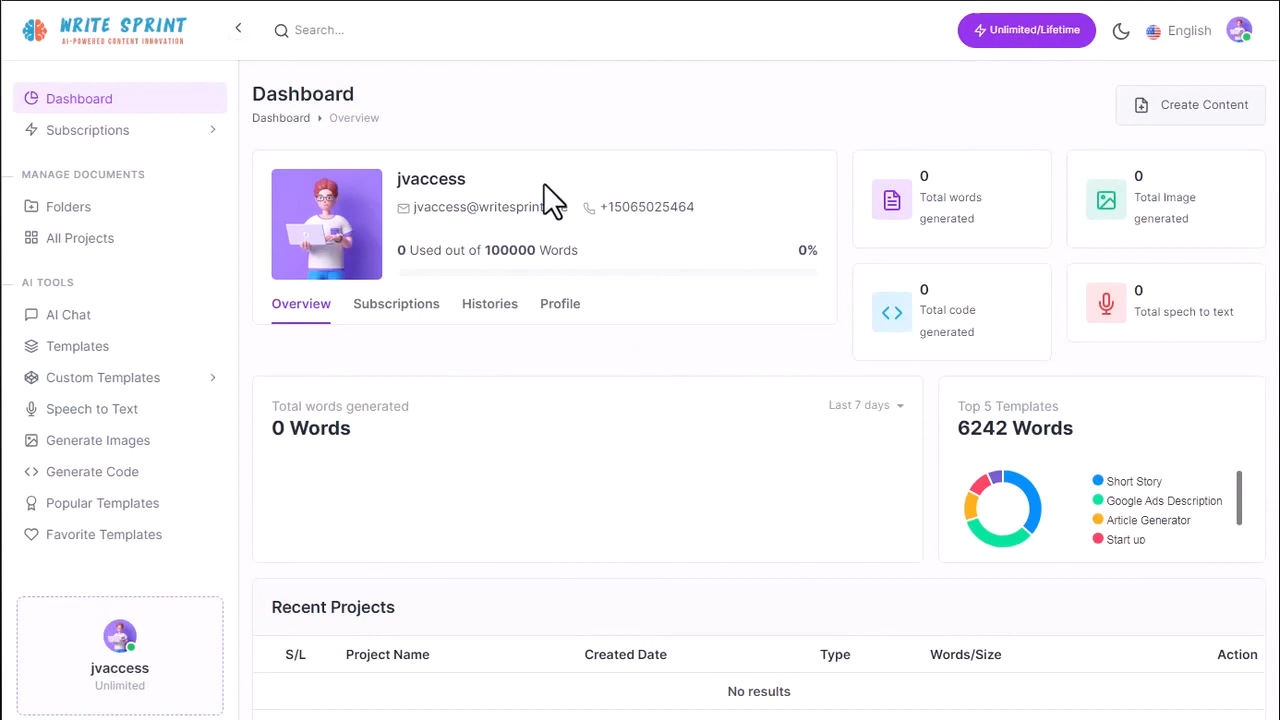 WRITE SPRINT
AI-POWERED CONTENT INNOVATION
Search...
Unlimited/Lifetime
English
Dashboard
Subscriptions
MANAGE DOCUMENTS
Folders
All Projects
AI TOOLS
AI Chat
Templates
Custom Templates
Speech to Text
Generate Images
Generate Code
Popular Templates
Favorite Templates
jvaccess
Unlimited
Dashboard
Dashboard Overview
Create Content
jvaccess
jvaccess@writesprint +15065025464
0 Used out of 100000 Words 0%
Overview Subscriptions Histories Profile
0
Total words
generated
0
Total Image
generated
0
Total code
generated
0
Total spech to text
Total words generated Last 7 days
0 Words
Top 5 Templates
6242 Words
Short Story
Google Ads Description
Article Generator
Start up
Recent Projects
S/L Project Name Created Date Type Words/Size Action
No results